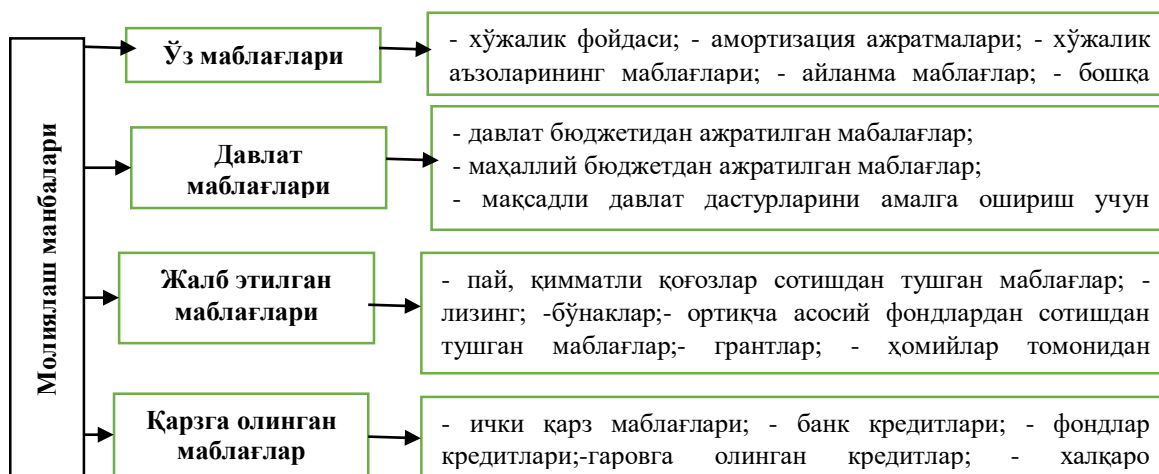 Молиялаш манбалари
Ўз маблағлари
- хўжалик фойдаси; - амортизация ажратмалари; - хўжалик
аъзоларининг маблағлари; - айланма маблағлар; - бошқа
Давлат
маблағлари
- давлат бюджетидан ажратилган мабалағлар;
- маҳаллий бюджетдан ажратилган маблағлар;
- мақсадли давлат дастурларини амалга ошириш учун
Жалб этилган
маблағлари
- пай, қимматли қоғозлар сотишдан тушган маблағлар; -
лизинг; -бўнаклар;- ортиқча асосий фондлардан сотишдан
тушган маблағлар;- грантлар; - ҳомийлар томонидан
Қарзга олинган
маблағлар
- ички қарз маблағлари; - банк кредитлари; - фондлар
кредитлари;-гаровга олинган кредитлар; - халқаро